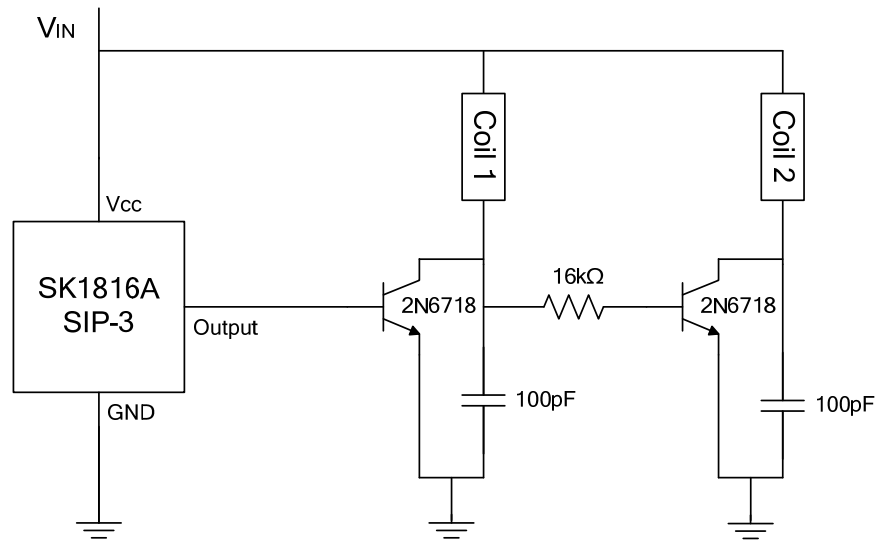 VIN
Vcc
SK1816A
SIP-3
Output
GND
Coil 1
2N6718
100pF
16kΩ
Coil 2
2N6718
100pF